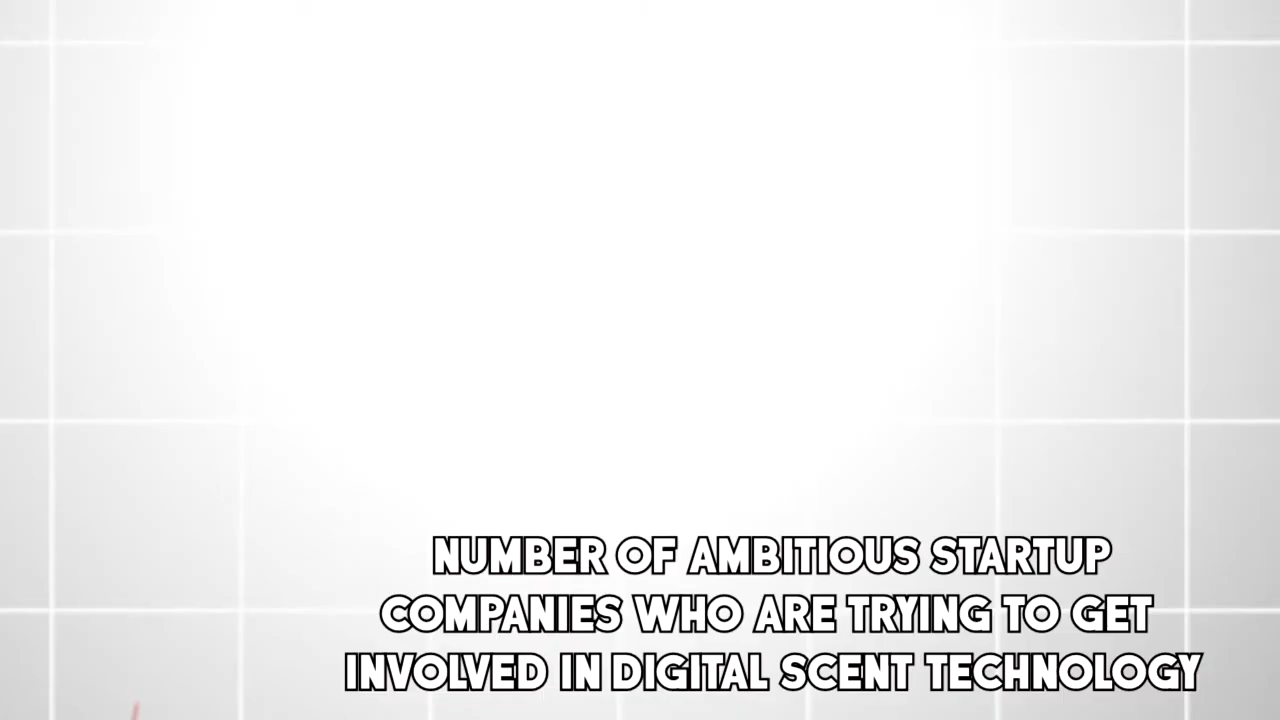 NUMBER OF AMBITIOUS STARTUP
COMPANIES WHO ARE TRYING TO GET
INVOLVED IN DIGITAL SCENT TECHNOLOGY